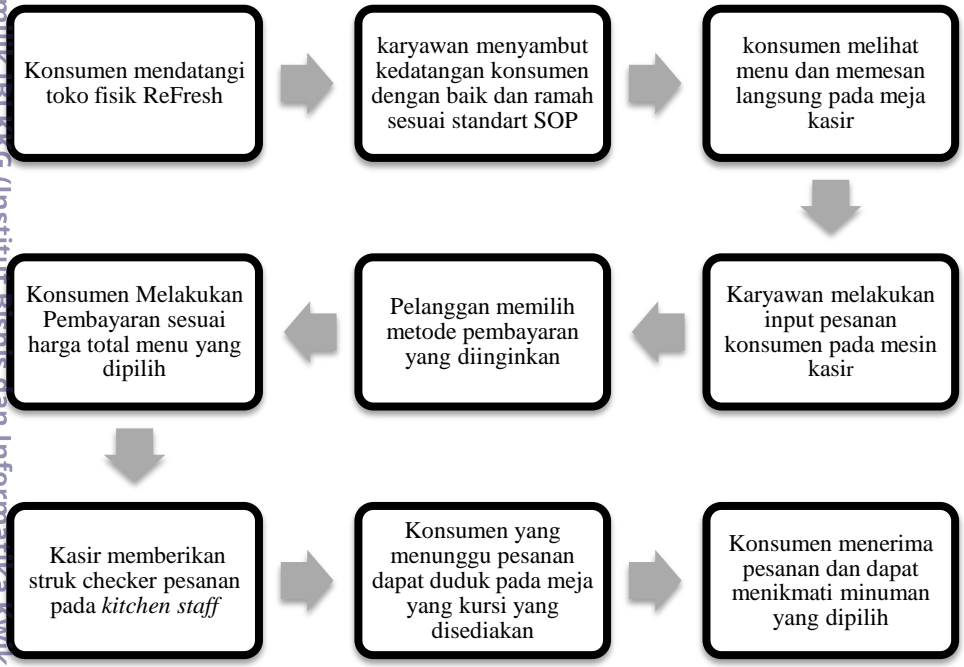 Konsumen mendatangi
toko fisik ReFresh
karyawan menyambut
kedatangan konsumen
dengan baik dan ramah
sesuai standart SOP
konsumen melihat
menu dan memesan
langsung pada meja
kasir
Karyawan melakukan
input pesanan
konsumen pada mesin
kasir
Pelanggan memilih
metode pembayaran
yang diinginkan
Konsumen Melakukan
Pembayaran sesuai
harga total menu yang
dipilih
Kasir memberikan
struk checker pesanan
pada kitchen staff
Konsumen yang
menunggu pesanan
dapat duduk pada meja
yang kursi yang
disediakan
Konsumen menerima
pesanan dan dapat
menikmati minuman
yang dipilih